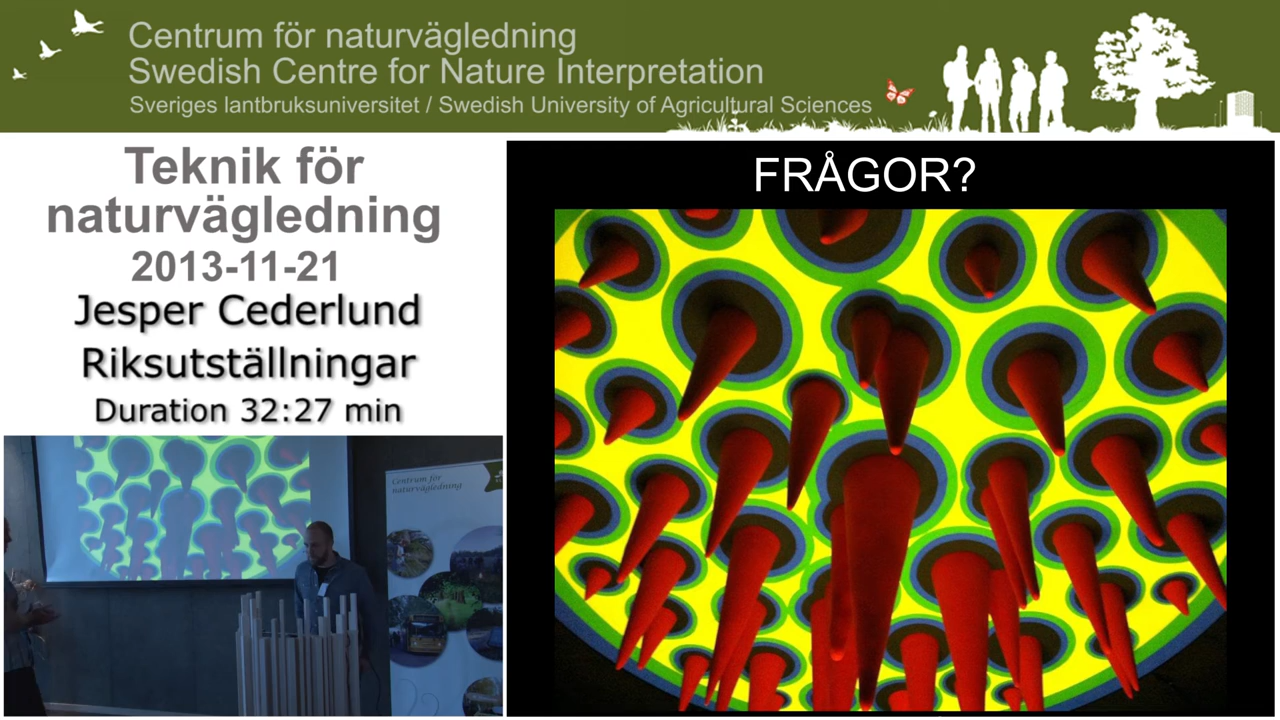 Centrum för naturvägledning
Swedish Centre for Nature Interpretation
Sveriges lantbruksuniversitet / Swedish University of Agricultural Sciences
Teknik för
naturvägledning
2013-11-21
Jesper Cederlund
Riksutställningar
Duration 32:27 min
FRÅGOR?
Centrum för
naturvägledning